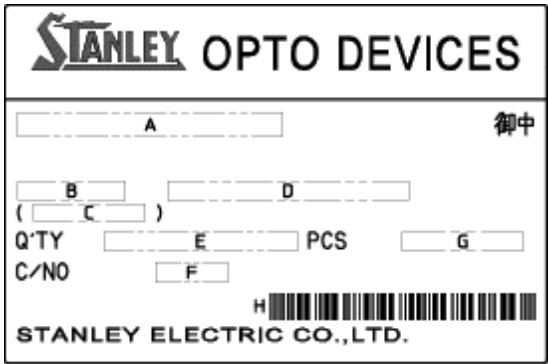 STANLEY OPTO DEVICES
A 御中
B D
( C )
Q'TY E PCS G
C/NO F
H
STANLEY ELECTRIC CO.,LTD.